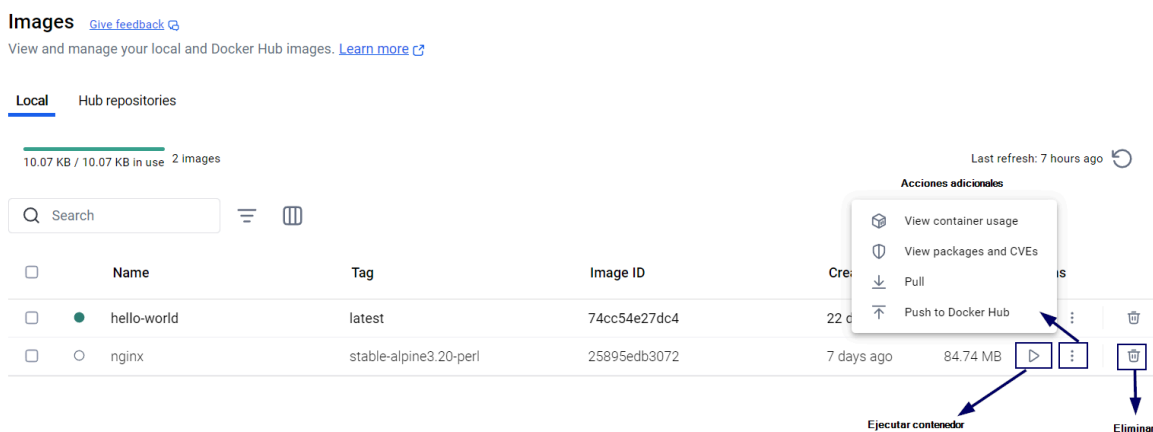 Images Give feedback
View and manage your local and Docker Hub images. Learn more
Local Hub repositories
10.07 KB / 10.07 KB in use 2 images
Last refresh: 7 hours ago
Acciones adicionales
Search
View container usage
View packages and CVEs
Pull
Push to Docker Hub
Name Tag Image ID Crea s
hello-world latest 74cc54e27dc4 22 d
nginx stable-alpine3.20-perl 25895edb3072 7 days ago 84.74 MB
Ejecutar contenedor
Eliminar